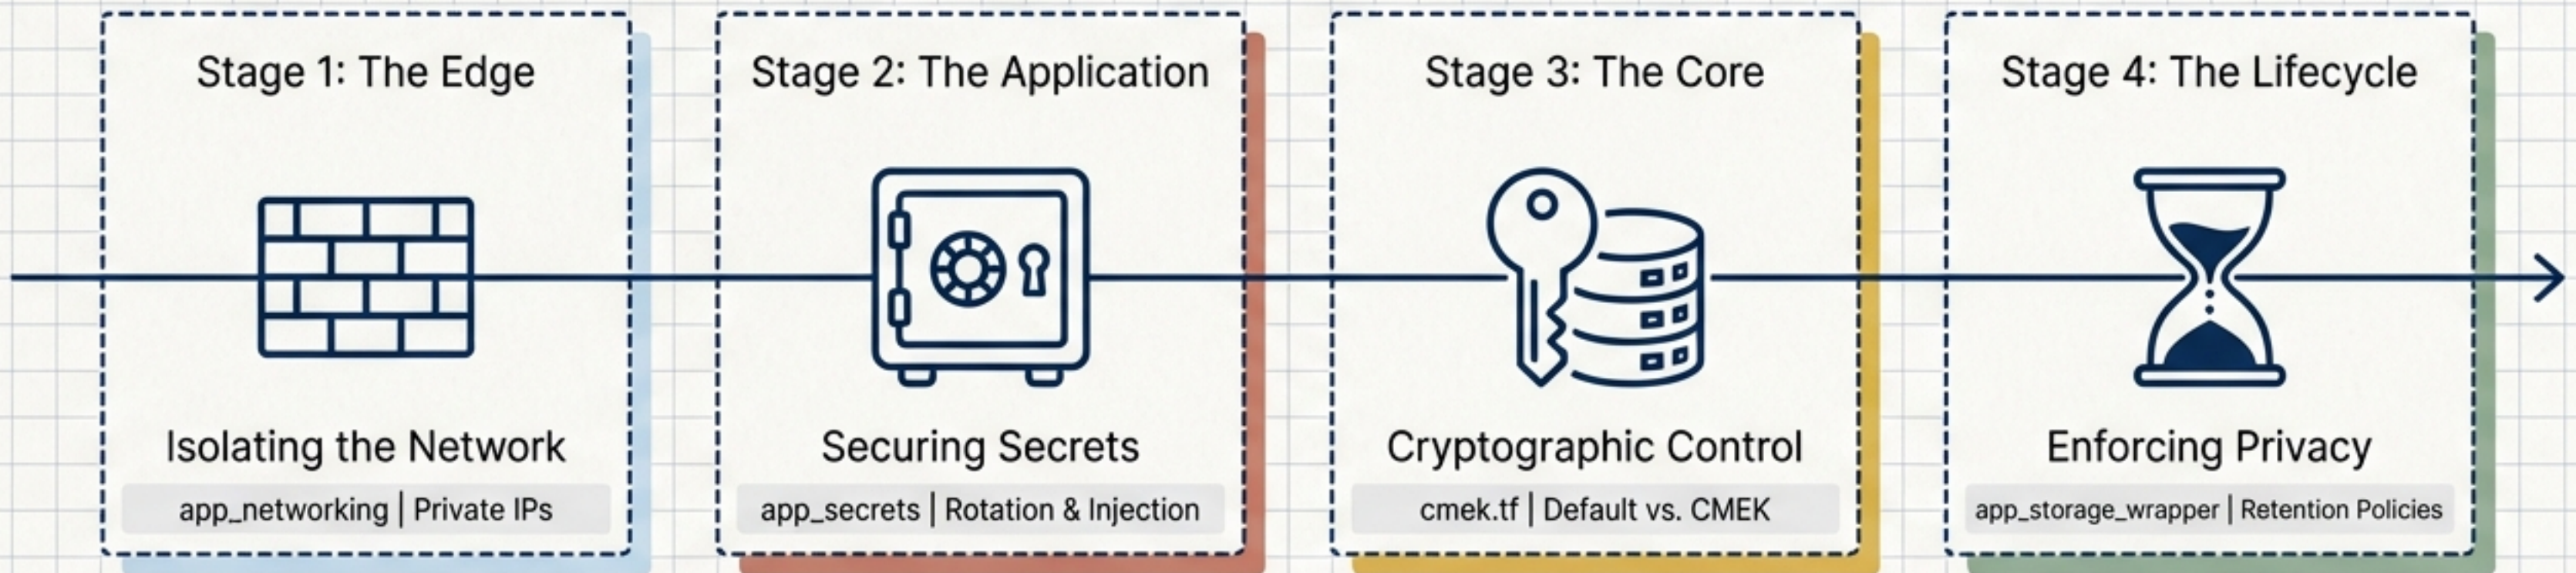 Stage 1: The Edge
Isolating the Network
app_networking | Private IPs
Stage 2: The Application
Securing Secrets
app_secrets | Rotation & Injection
Stage 3: The Core
Cryptographic Control
cmek.tf | Default vs. CMEK
Stage 4: The Lifecycle
Enforcing Privacy
app_storage_wrapper | Retention Policies